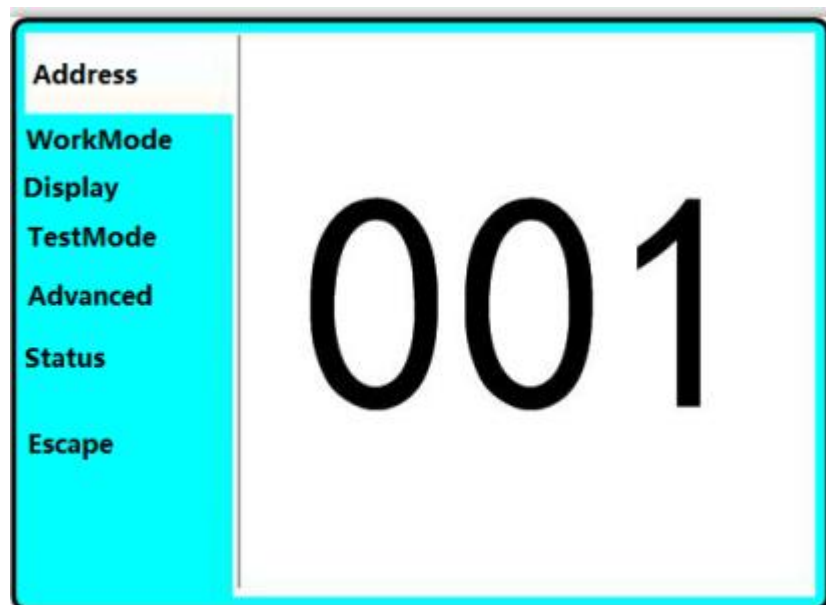 Address
WorkMode
Display
TestMode
Advanced
Status
Escape
001